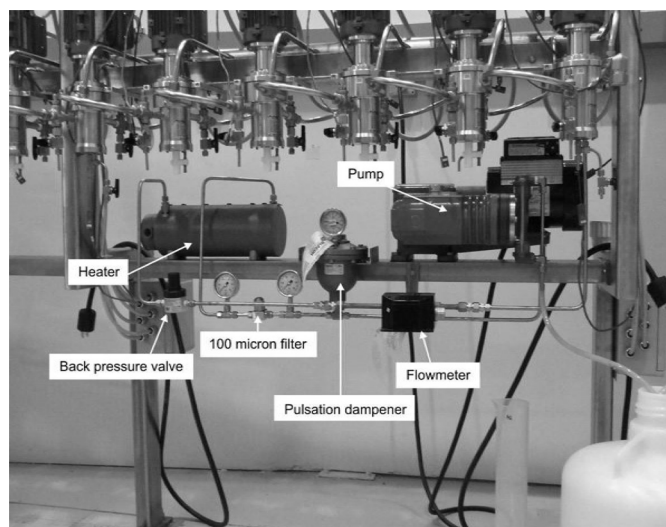 Pump
Heater
100 micron filter
Back pressure valve
Flowmeter
Pulsation dampener